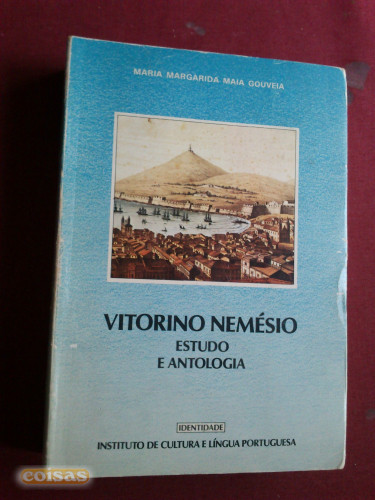 MARIA MARGARIDA MAIA GOUVEIA
VITORINO NEMÉSIO
ESTUDO
E ANTOLOGIA
IDENTIDADE
INSTITUTO DE CULTURA E LÍNGUA PORTUGUESA
coisas